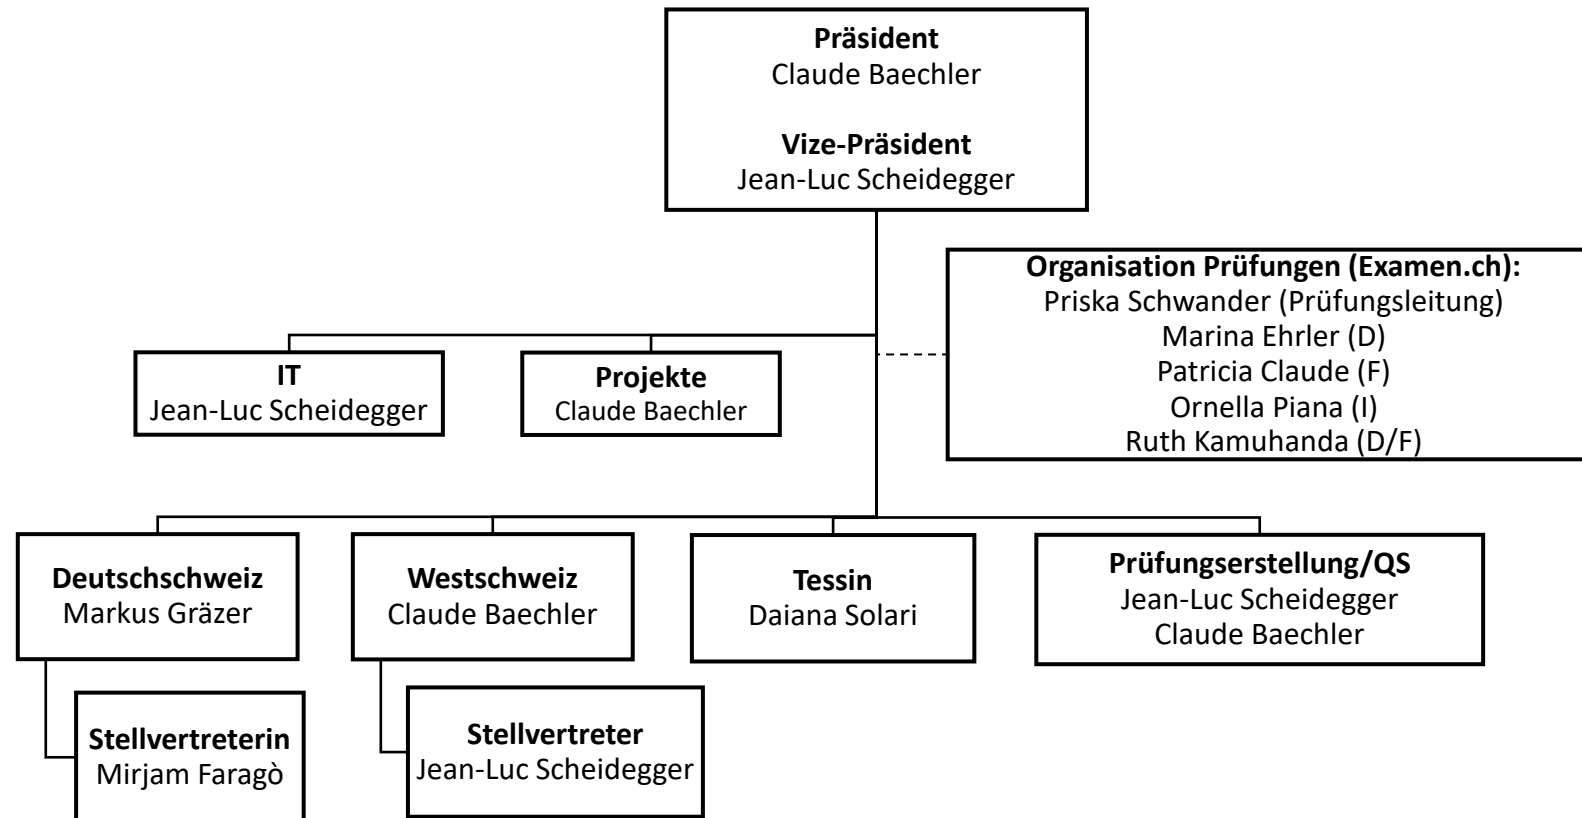 Präsident
Claude Baechler
Vize-Präsident
Jean-Luc Scheidegger
Organisation Prüfungen (Examen.ch):
Priska Schwander (Prüfungsleitung)
Marina Ehrler (D)
Patricia Claude (F)
Ornella Piana (I)
Ruth Kamuhanda (D/F)
IT
Jean-Luc Scheidegger
Projekte
Claude Baechler
Deutschschweiz
Markus Gräzer
Westschweiz
Claude Baechler
Tessin
Daiana Solari
Prüfungserstellung/QS
Jean-Luc Scheidegger
Claude Baechler
Stellvertreterin
Mirjam Faragò
Stellvertreter
Jean-Luc Scheidegger